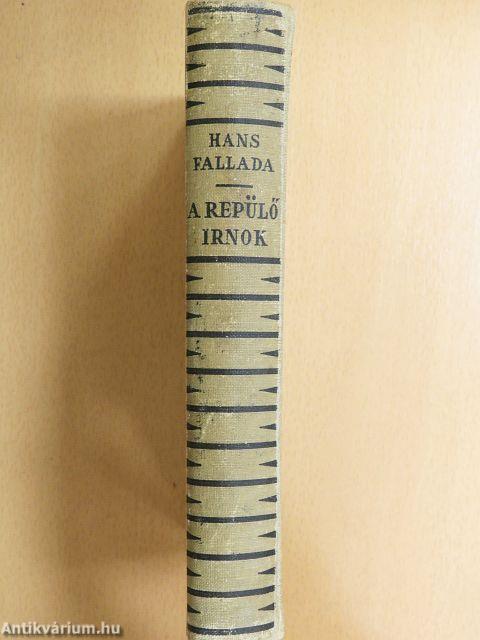 HANS
FALLADA
A REPÜLŐ
IRNOK
Antikvárium.hu